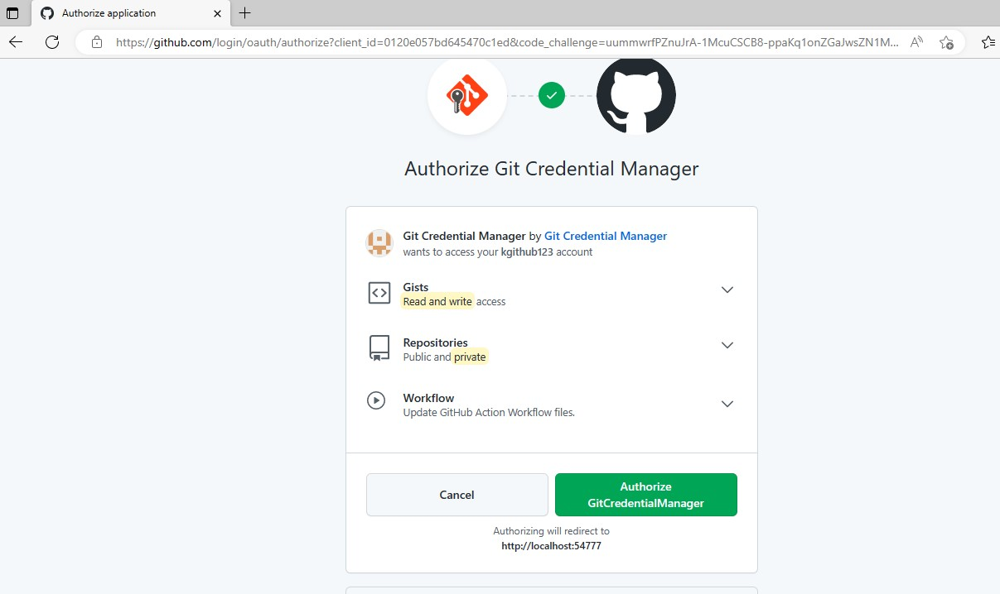 Authorize application
https://github.com/login/oauth/authorize?client_id=0120e057bd645470c1ed&code_challenge=uummwrfPZnuJrA-1McuCSCB8-ppaKq1onZGaJwsZN1M...
Authorize Git Credential Manager
Git Credential Manager by Git Credential Manager
wants to access your kgithub123 account
Gists
Read and write access
Repositories
Public and private
Workflow
Update GitHub Action Workflow files.
Cancel
Authorize
GitCredentialManager
Authorizing will redirect to
http://localhost:54777